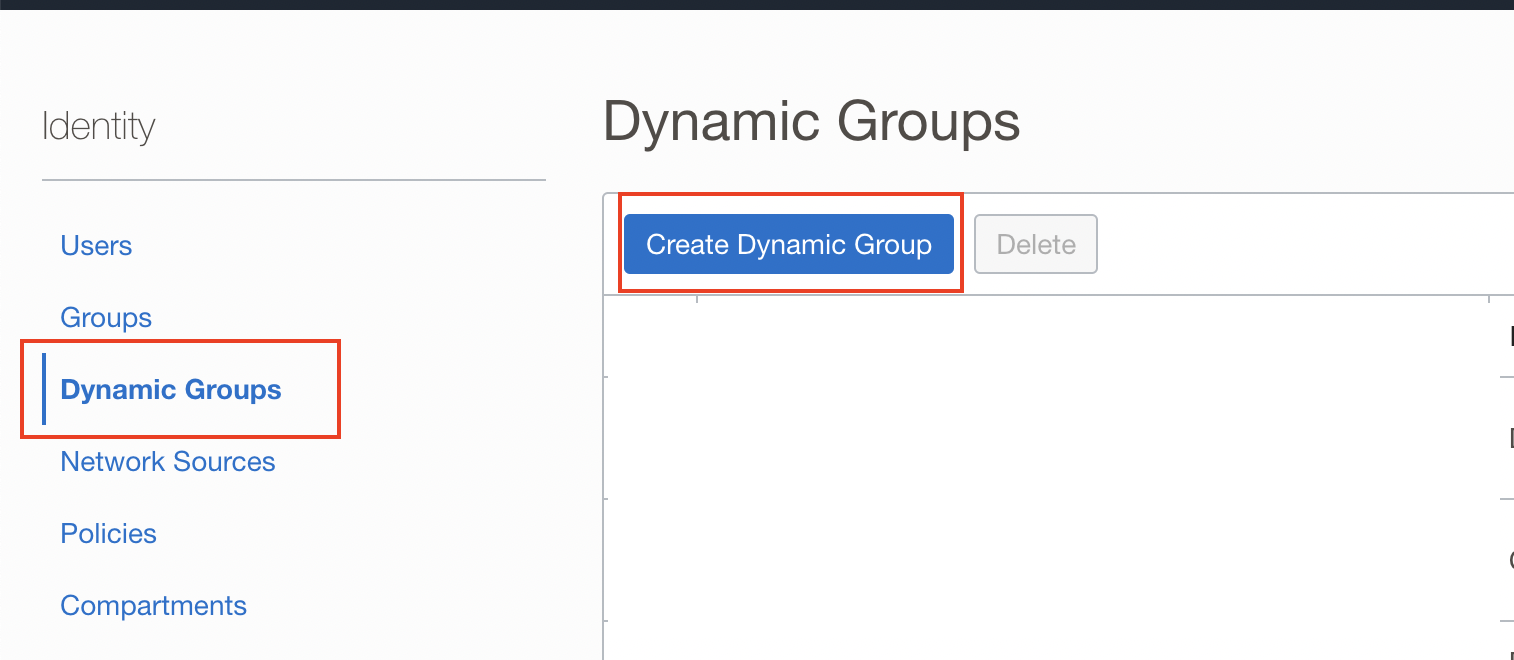 Identity
Users
Groups
Dynamic Groups
Network Sources
Policies
Compartments
Dynamic Groups
Create Dynamic Group
Delete